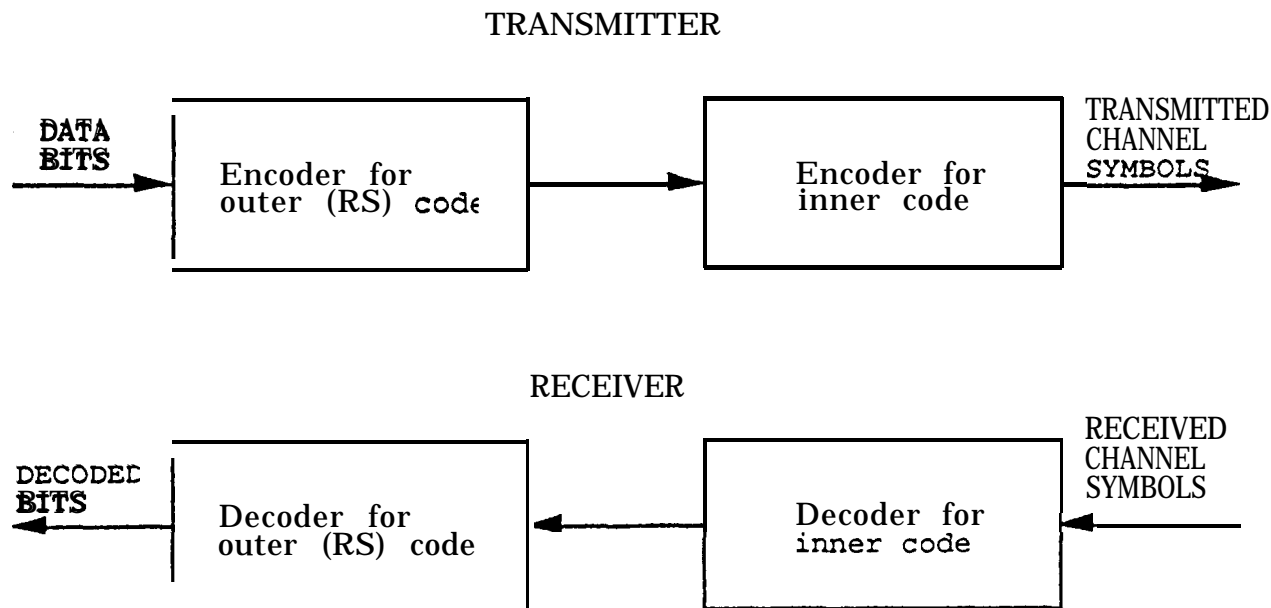 TRANSMITTER
DATA
BITS
Encoder for
outer (RS) code
Encoder for
inner code
TRANSMITTED
CHANNEL
SYMBOLS
RECEIVER
DECODED
BITS
Decoder for
outer (RS) code
Decoder for
inner code
RECEIVED
CHANNEL
SYMBOLS